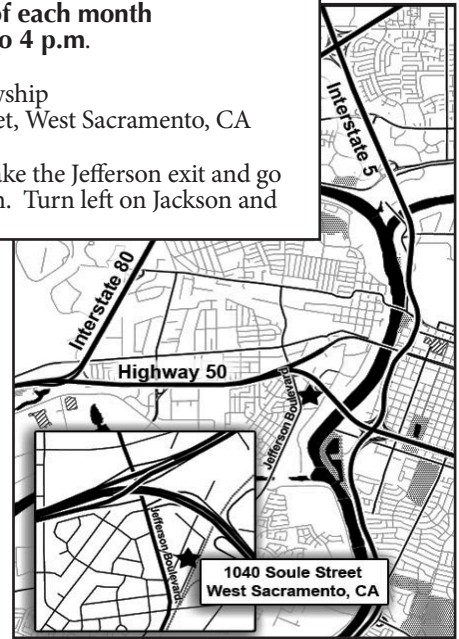 of each month
o 4 p.m.
wship
et, West Sacramento, CA
ake the Jefferson exit and go
n. Turn left on Jackson and
Interstate 5
Interstate 80
Highway 50
Jefferson Boulevard
Jefferson Boulevard
1040 Soule Street
West Sacramento, CA